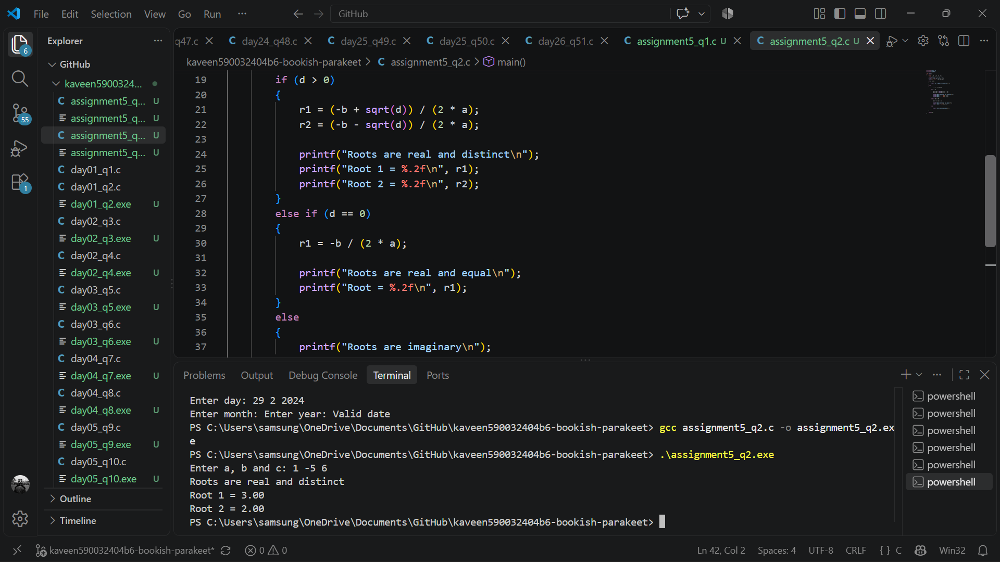 File Edit Selection View Go Run ... GitHub
Explorer ...
6
GitHub
kaveen5900324...
assignment5_q... U
assignment5_q... U
55
assignment5_q... U
assignment5_q... U
day01_q1.c
1
day01_q2.c
day01_q2.exe U
day02_q3.c
day02_q3.exe U
day02_q4.c
day02_q4.exe U
day03_q5.c
day03_q5.exe U
day03_q6.c
day03_q6.exe U
day04_q7.c
day04_q7.exe U
day04_q8.c
day04_q8.exe U
day05_q9.c
day05_q9.exe U
day05_q10.c
day05_q10.exe U
Outline
Timeline
q47.c C day24_q48.c C day25_q49.c C day25_q50.c C day26_q51.c C assignment5_q1.c U C assignment5_q2.c U
kaveen590032404b6-bookish-parakeet > C assignment5_q2.c > main()
19 if (d > 0)
20 {
21 r1 = (-b + sqrt(d)) / (2 * a);
22 r2 = (-b - sqrt(d)) / (2 * a);
23
24 printf("Roots are real and distinct\n");
25 printf("Root 1 = %.2f\n", r1);
26 printf("Root 2 = %.2f\n", r2);
27 }
28 else if (d == 0)
29 {
30 r1 = -b / (2 * a);
31
32 printf("Roots are real and equal\n");
33 printf("Root = %.2f\n", r1);
34 }
35 else
36 {
37 printf("Roots are imaginary\n");
Problems Output Debug Console Terminal Ports
Enter day: 29 2 2024
Enter month: Enter year: Valid date
PS C:\Users\samsung\OneDrive\Documents\GitHub\kaveen590032404b6-bookish-parakeet> gcc assignment5_q2.c -o assignment5_q2.ex
e
PS C:\Users\samsung\OneDrive\Documents\GitHub\kaveen590032404b6-bookish-parakeet> .\assignment5_q2.exe
Enter a, b and c: 1 -5 6
Roots are real and distinct
Root 1 = 3.00
Root 2 = 2.00
PS C:\Users\samsung\OneDrive\Documents\GitHub\kaveen590032404b6-bookish-parakeet>
powershell
powershell
powershell
powershell
powershell
powershell
kaveen590032404b6-bookish-parakeet* 0 0 Ln 42, Col 2 Spaces: 4 UTF-8 CRLF {} C Win32